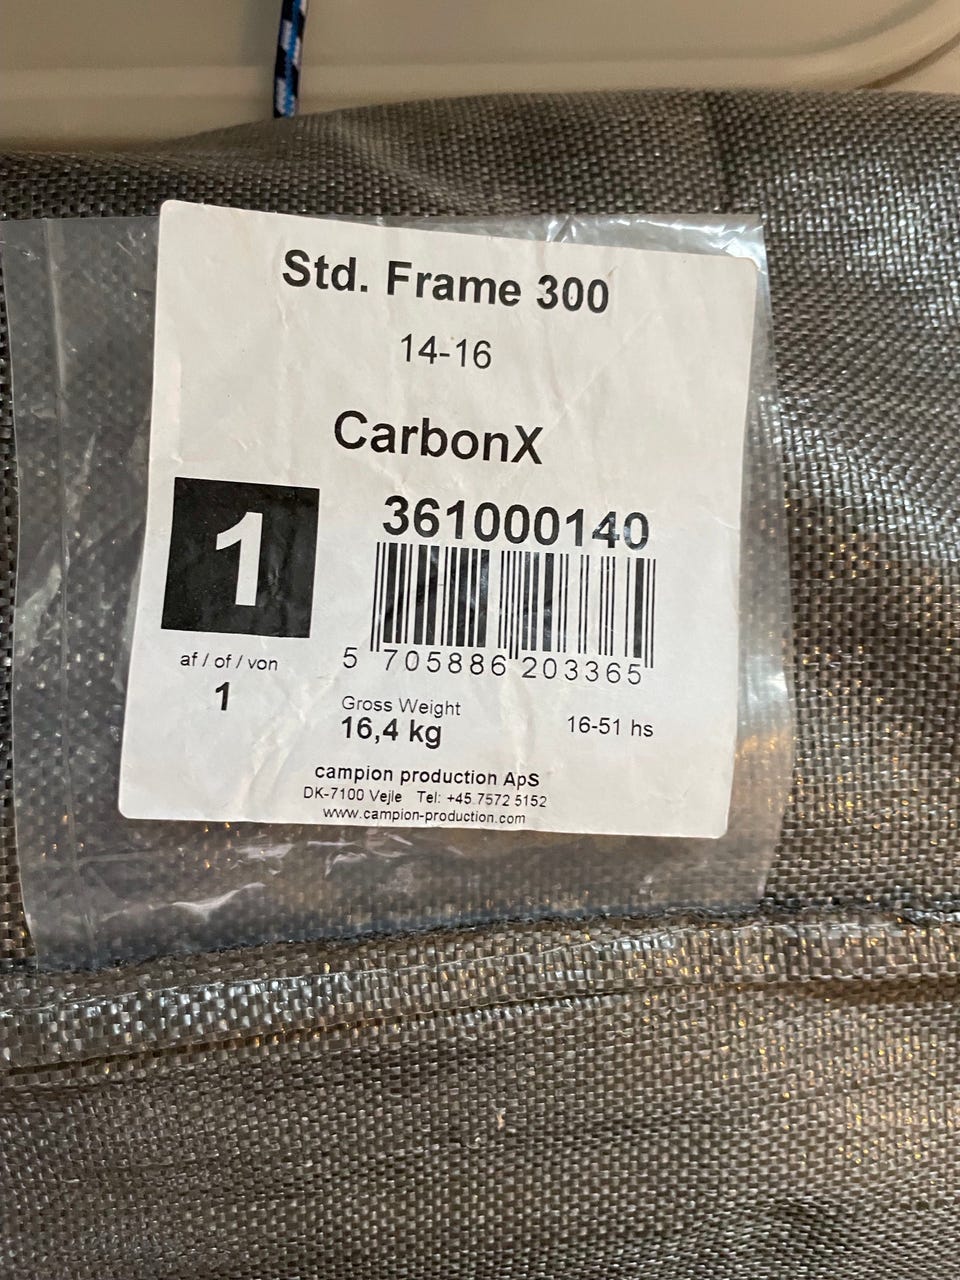 Std. Frame 300
14-16
CarbonX
1
361000140
5 705886 203365
af / of / von
1
Gross Weight
16,4 kg
16-51 hs
campion production ApS
DK-7100 Vejle Tel: +45 7572 5152
www.campion-production.com